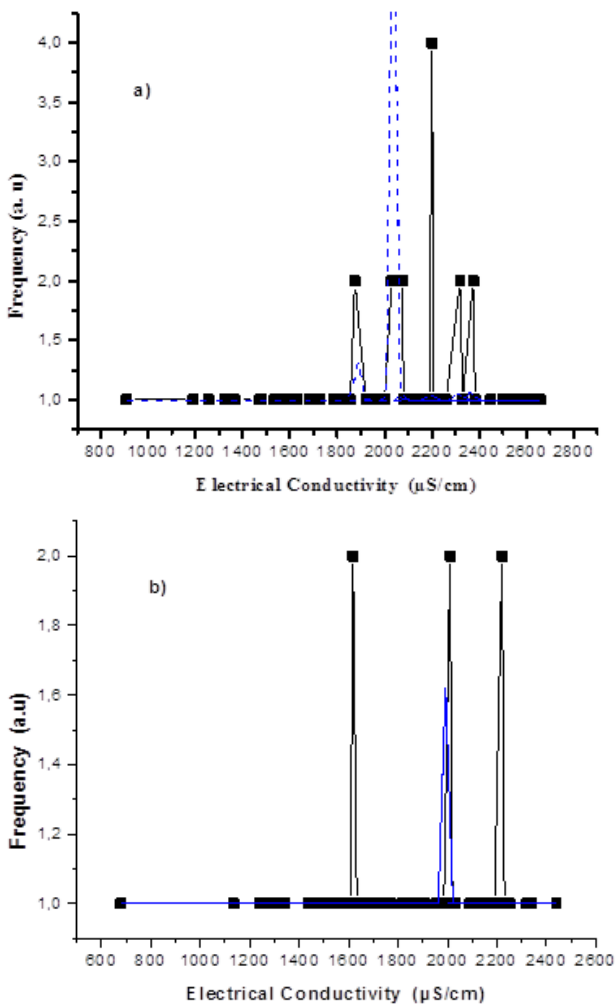 4,0
3,5
3,0
2,5
2,0
1,5
1,0
a)
Frequency (a. u)
800 1000 1200 1400 1600 1800 2000 2200 2400 2600 2800
Electrical Conductivity (µS/cm)
2,0
1,8
1,6
1,4
1,2
1,0
b)
Frequency (a.u)
600 800 1000 1200 1400 1600 1800 2000 2200 2400 2600
Electrical Conductivity (µS/cm)